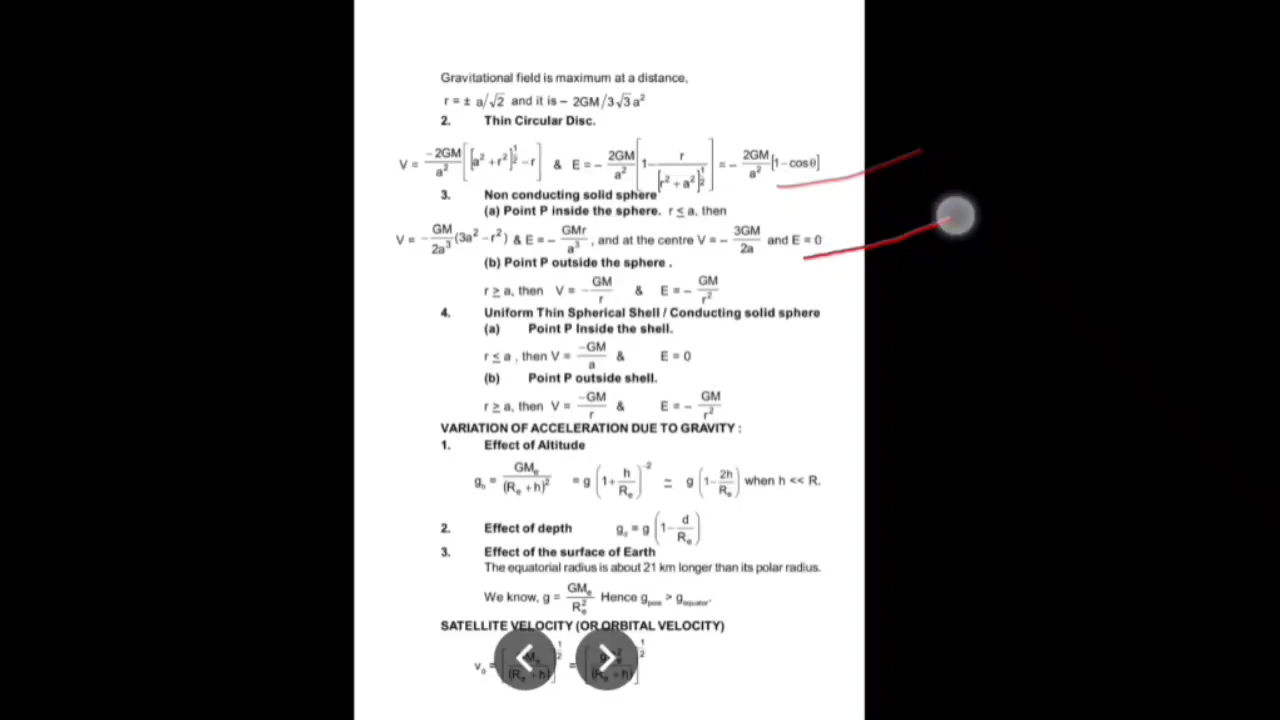 Gravitational field is maximum at a distance,
r = ± a/√2 and it is – 2GM/3√3 a²
2. Thin Circular Disc.
V = −2GM/a² [[a² + r²]^½ − r] & E = − 2GM/a² [1 − r/[r² + a²]^½] = − 2GM/a² [1 − cosθ]
3. Non conducting solid sphere
(a) Point P inside the sphere. r ≤ a, then
V = − GM/2a³ (3a² − r²) & E = − GMr/a³ , and at the centre V = − 3GM/2a and E = 0
(b) Point P outside the sphere .
r ≥ a, then V = − GM/r & E = − GM/r²
4. Uniform Thin Spherical Shell / Conducting solid sphere
(a) Point P Inside the shell.
r ≤ a , then V = −GM/a & E = 0
(b) Point P outside shell.
r ≥ a, then V = −GM/r & E = − GM/r²
VARIATION OF ACCELERATION DUE TO GRAVITY :
1. Effect of Altitude
gₕ = GMₑ/(Rₑ + h)² = g (1 + h/Rₑ)⁻² ≃ g (1 − 2h/Rₑ) when h << R.
2. Effect of depth g_d = g (1 − d/Rₑ)
3. Effect of the surface of Earth
The equatorial radius is about 21 km longer than its polar radius.
We know, g = GMₑ/Rₑ² Hence g_pole > g_equator.
SATELLITE VELOCITY (OR ORBITAL VELOCITY)